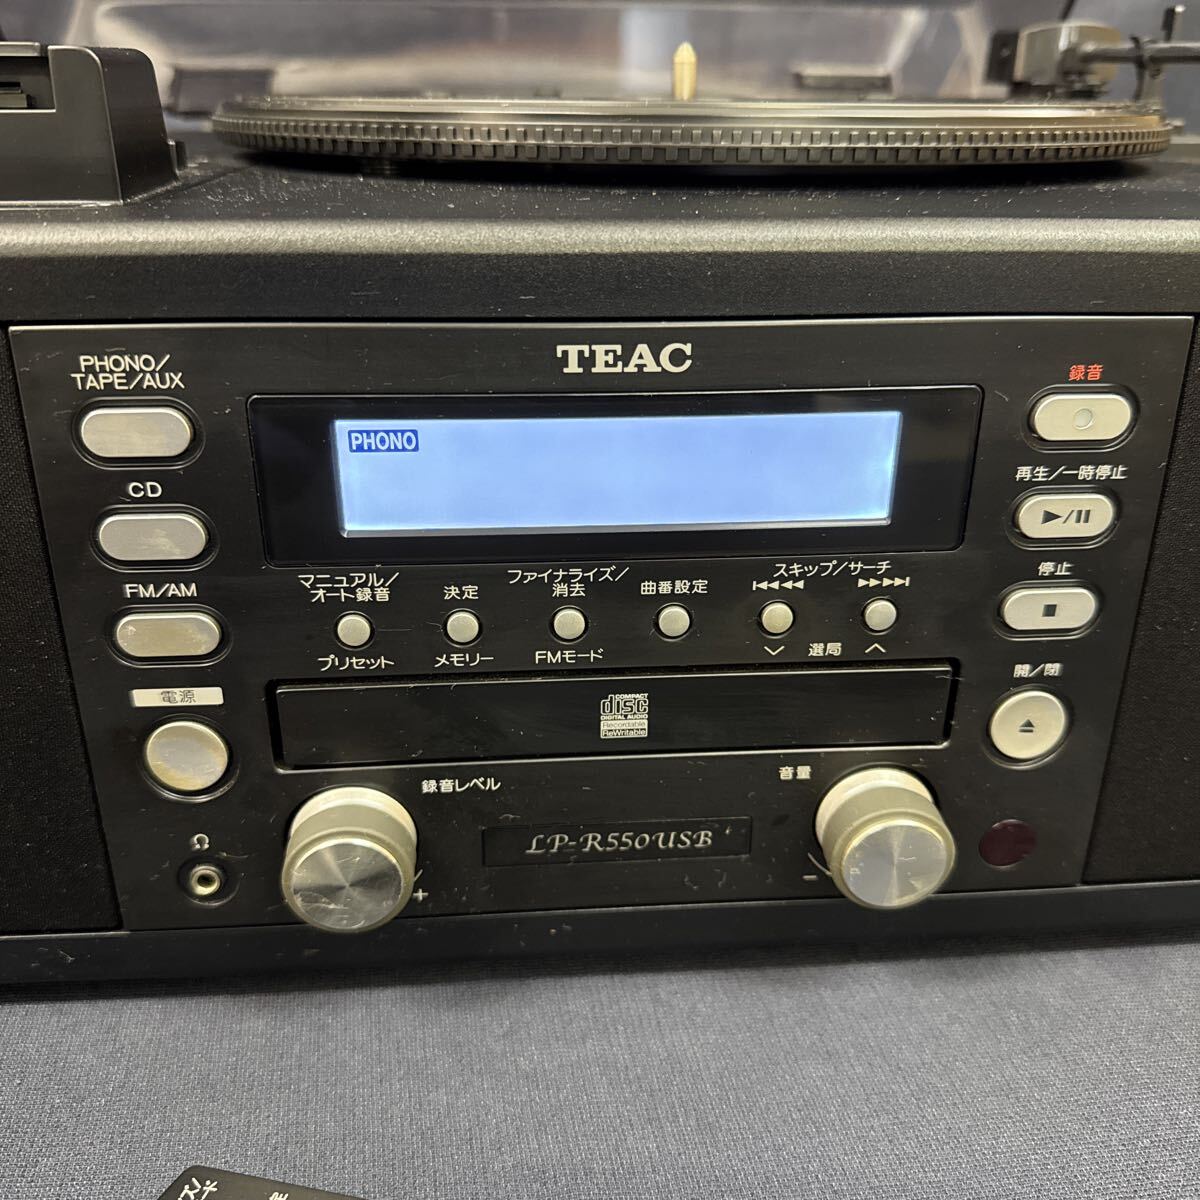 TEAC
PHONO/
TAPE/AUX
PHONO
録音
CD
再生/一時停止
FM/AM
マニュアル/
オート録音
決定
ファイナライズ/
消去
曲番設定
スキップ/サーチ
停止
プリセット
メモリー
FMモード
選局
電源
COMPACT
disc
DIGITAL AUDIO
Recordable
ReWritable
開/閉
録音レベル
音量
LP-R550USB
+
-